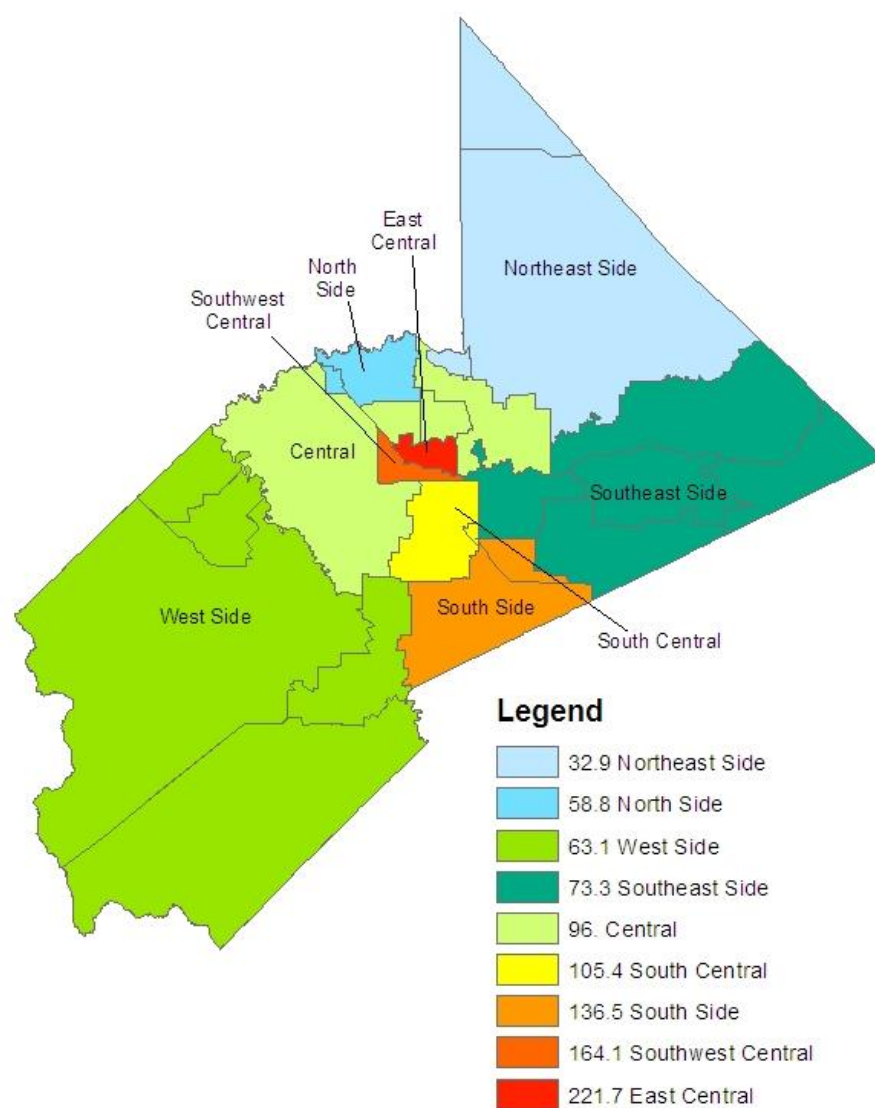 East
Central
North
Side
Northeast Side
Southwest
Central
Central
Southeast Side
West Side
South Side
South Central
Legend
32.9 Northeast Side
58.8 North Side
63.1 West Side
73.3 Southeast Side
96. Central
105.4 South Central
136.5 South Side
164.1 Southwest Central
221.7 East Central